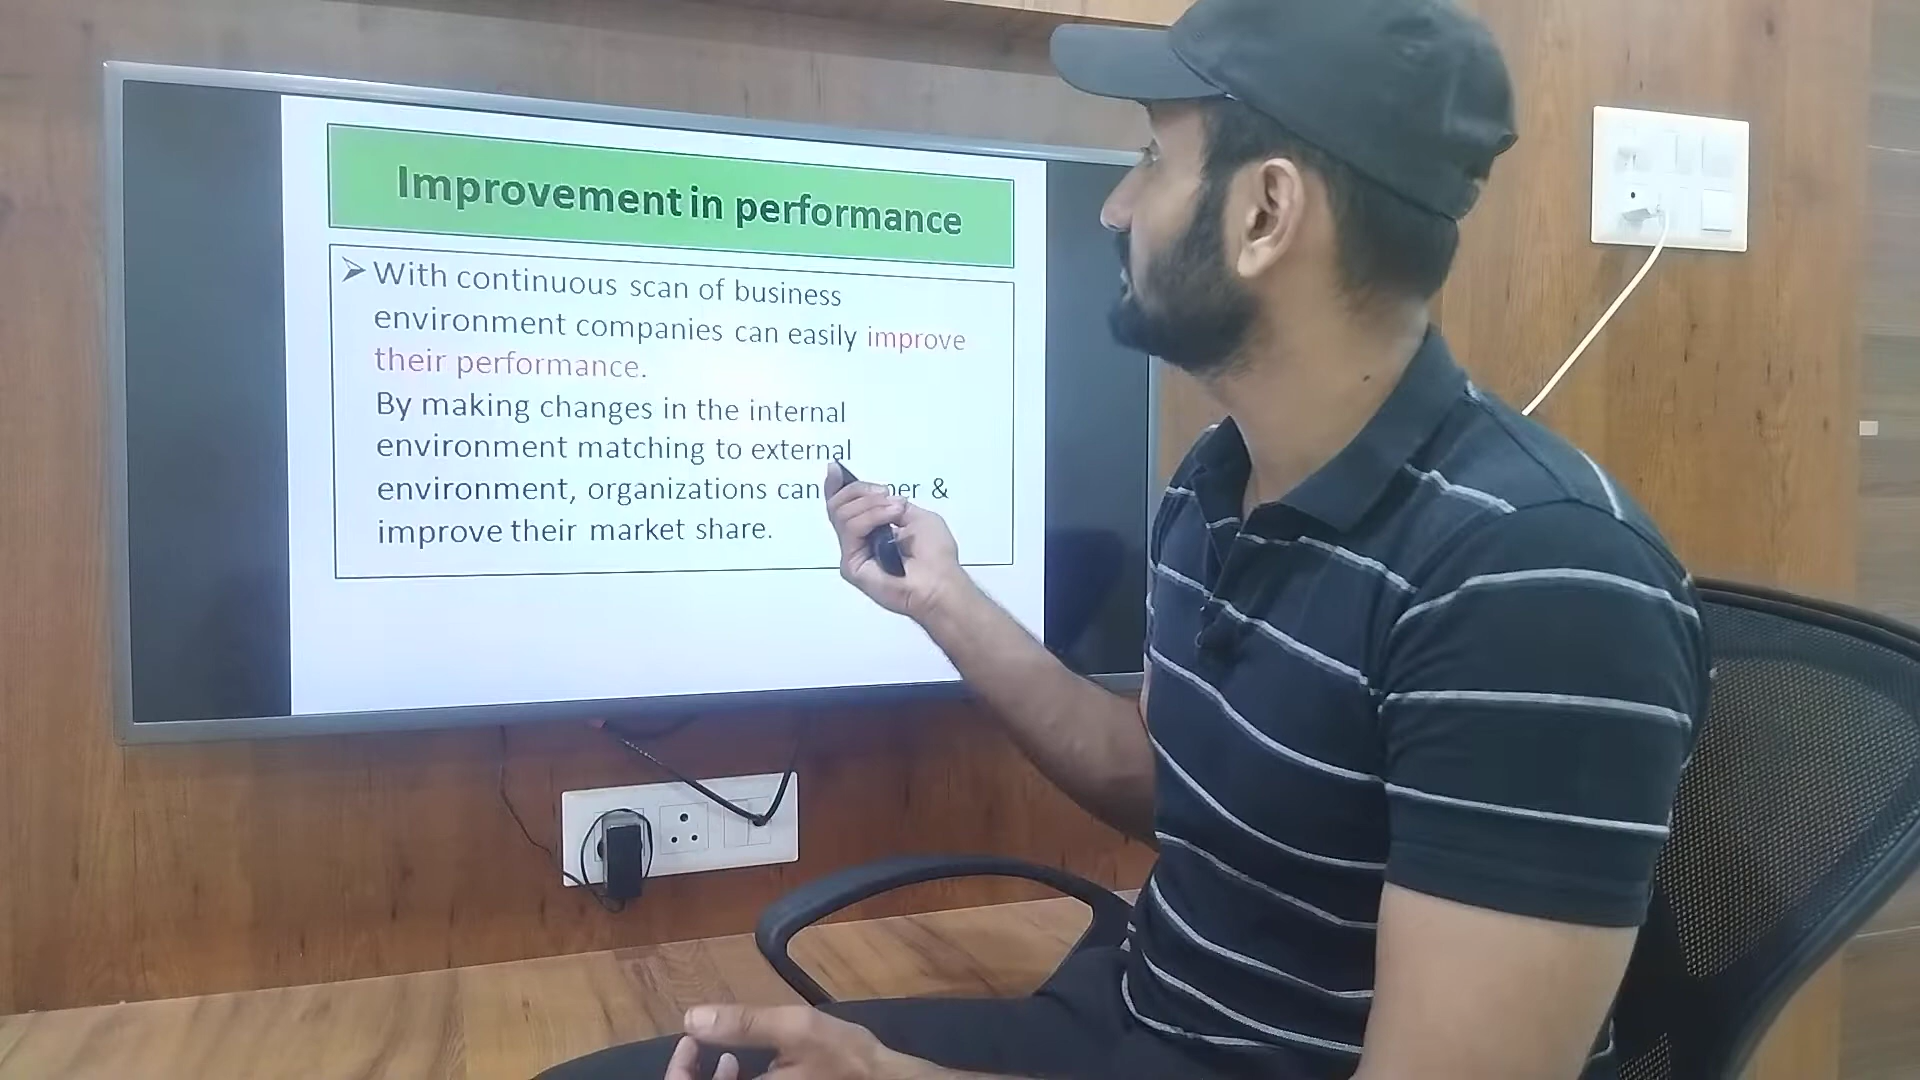 Improvement in performance
➢ With continuous scan of business
environment companies can easily improve
their performance.
By making changes in the internal
environment matching to external
environment, organizations can &
improve their market share.